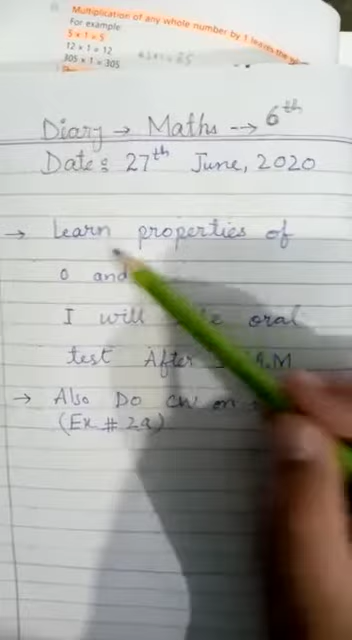 Multiplication of any whole number by 1 leaves the
For example:
5 x 1 = 5
12 x 1 = 12
305 x 1 = 305
Diary → Maths --→ 6th
Date : 27th June, 2020
→ Learn properties of
0 and
I will oral
test After A.M
→ Also Do CW on
(Ex # 2a)